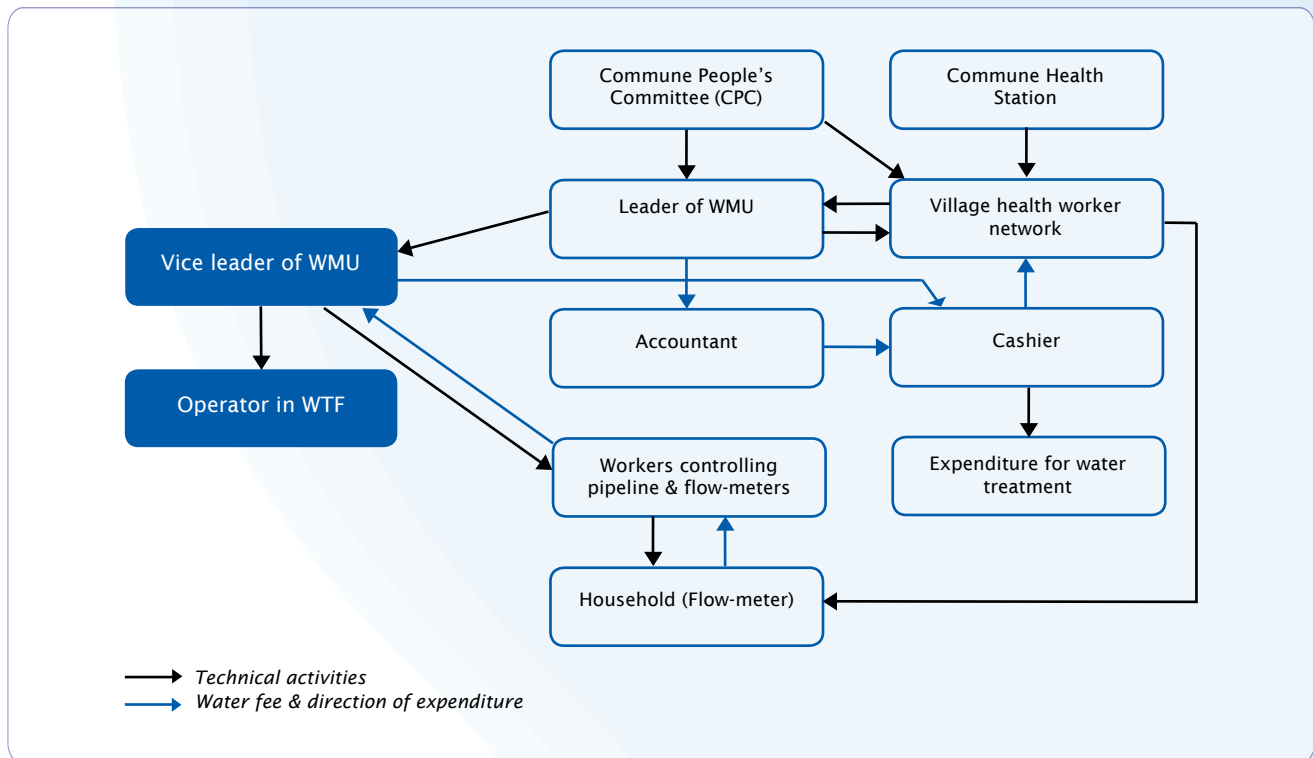 Commune People’s
Committee (CPC)
Commune Health
Station
Leader of WMU
Village health worker
network
Vice leader of WMU
Accountant
Cashier
Operator in WTF
Workers controlling
pipeline & flow-meters
Expenditure for water
treatment
Household (Flow-meter)
Technical activities
Water fee & direction of expenditure